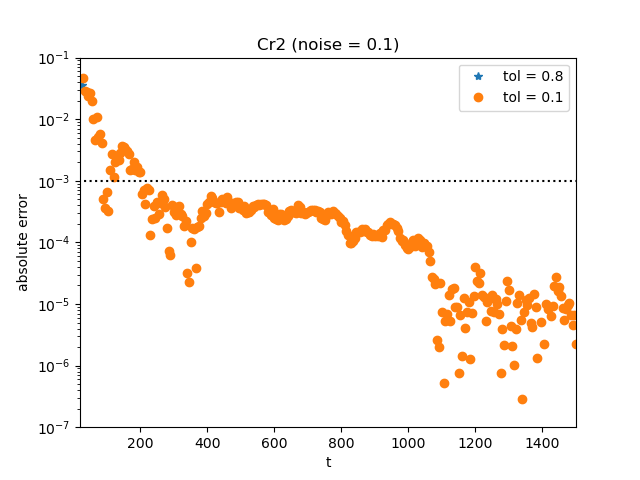 Cr2 (noise = 0.1)
tol = 0.8
tol = 0.1
absolute error
10^-1
10^-2
10^-3
10^-4
10^-5
10^-6
10^-7
200 400 600 800 1000 1200 1400
t